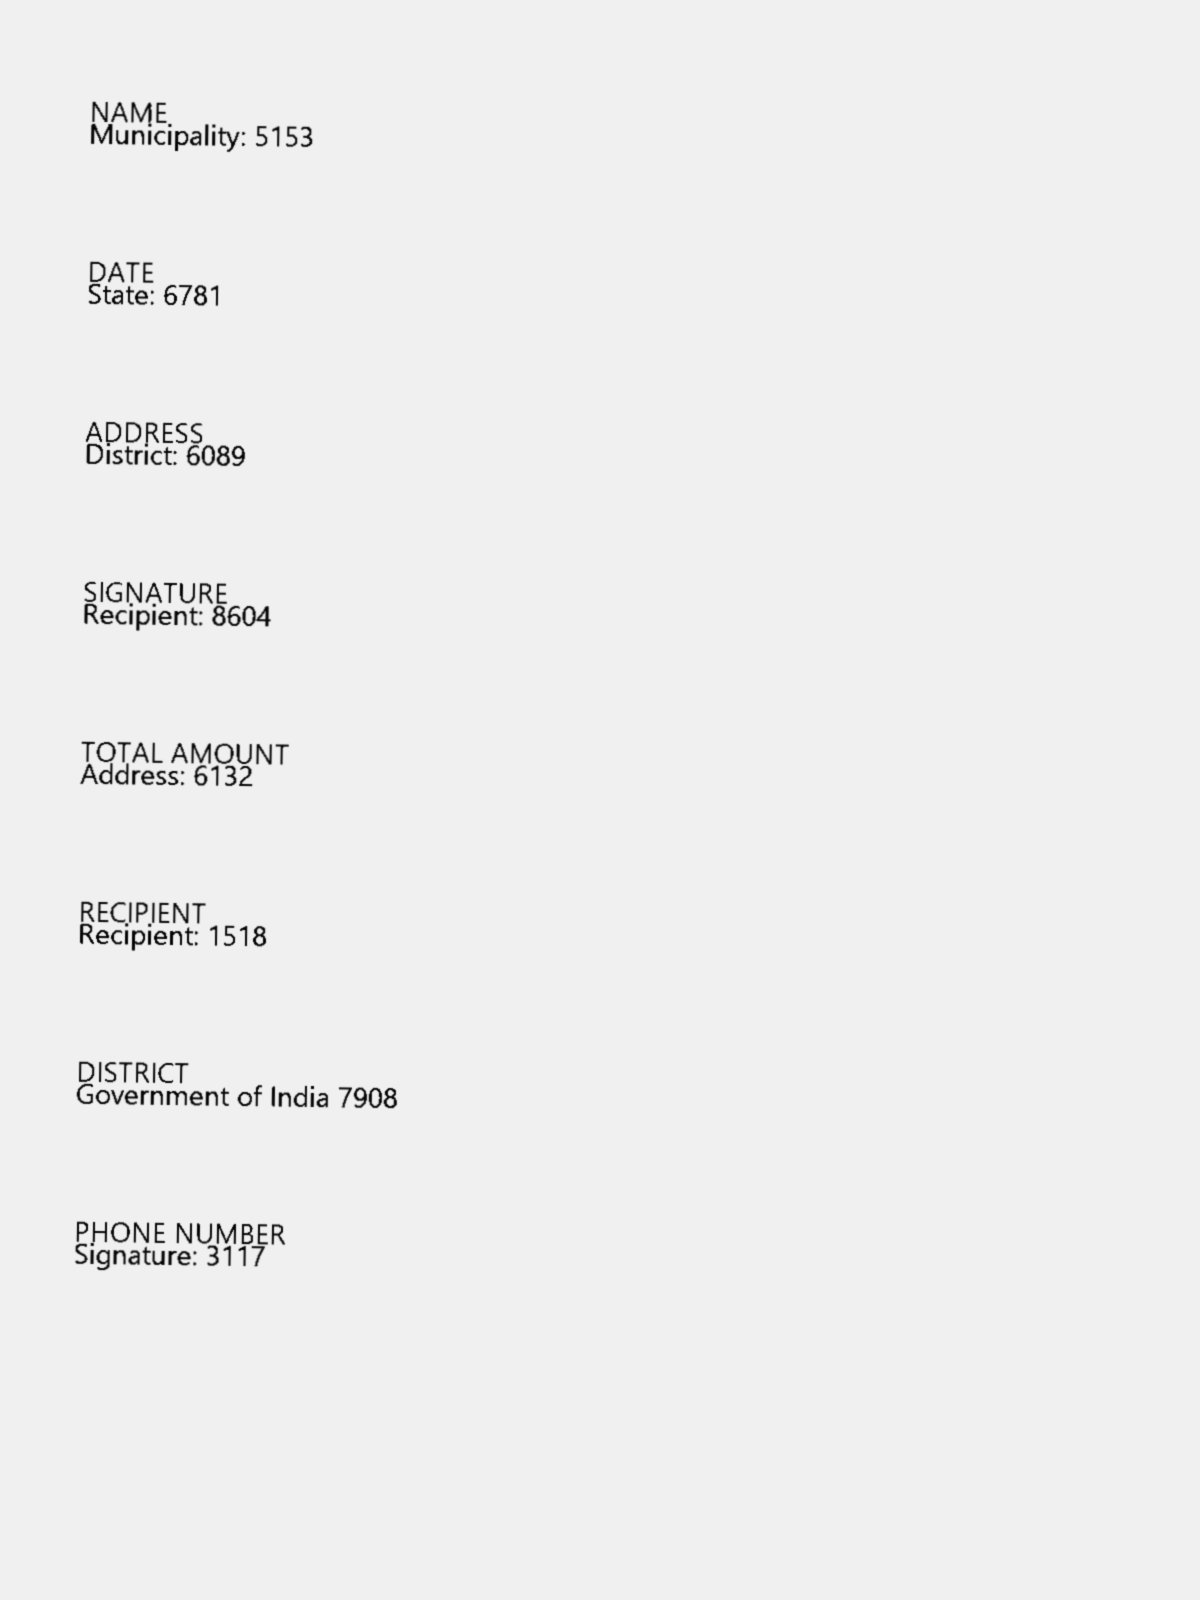 NAME
Municipality: 5153
DATE
State: 6781
ADDRESS
District: 6089
SIGNATURE
Recipient: 8604
TOTAL AMOUNT
Address: 6132
RECIPIENT
Recipient: 1518
DISTRICT
Government of India 7908
PHONE NUMBER
Signature: 3117